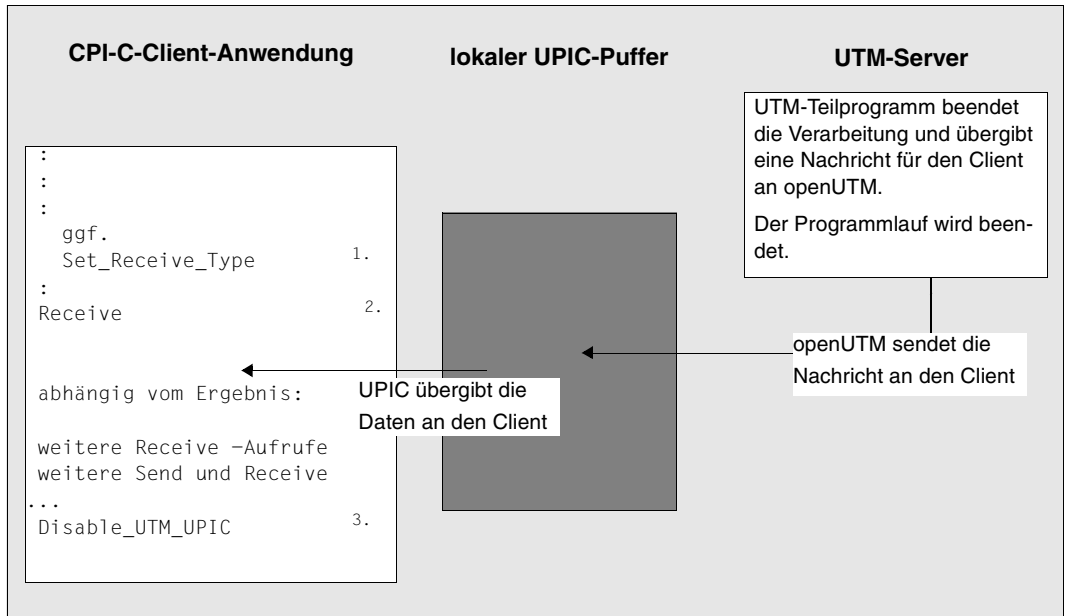 CPI-C-Client-Anwendung
lokaler UPIC-Puffer
UTM-Server
UTM-Teilprogramm beendet
die Verarbeitung und übergibt
eine Nachricht für den Client
an openUTM.
Der Programmlauf wird been-
det.
:
:
:
ggf.
Set_Receive_Type 1.
:
Receive 2.
openUTM sendet die
Nachricht an den Client
UPIC übergibt die
Daten an den Client
abhängig vom Ergebnis:
weitere Receive –Aufrufe
weitere Send und Receive
...
Disable_UTM_UPIC 3.